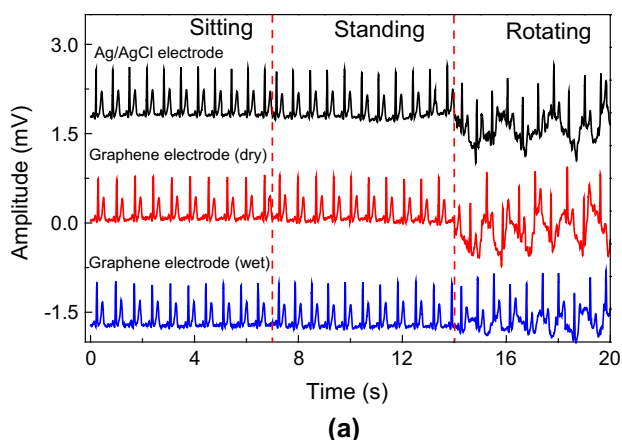 Sitting Standing Rotating
Ag/AgCl electrode
Graphene electrode (dry)
Graphene electrode (wet)
Amplitude (mV)
3.0
1.5
0.0
-1.5
0 4 8 12 16 20
Time (s)
(a)